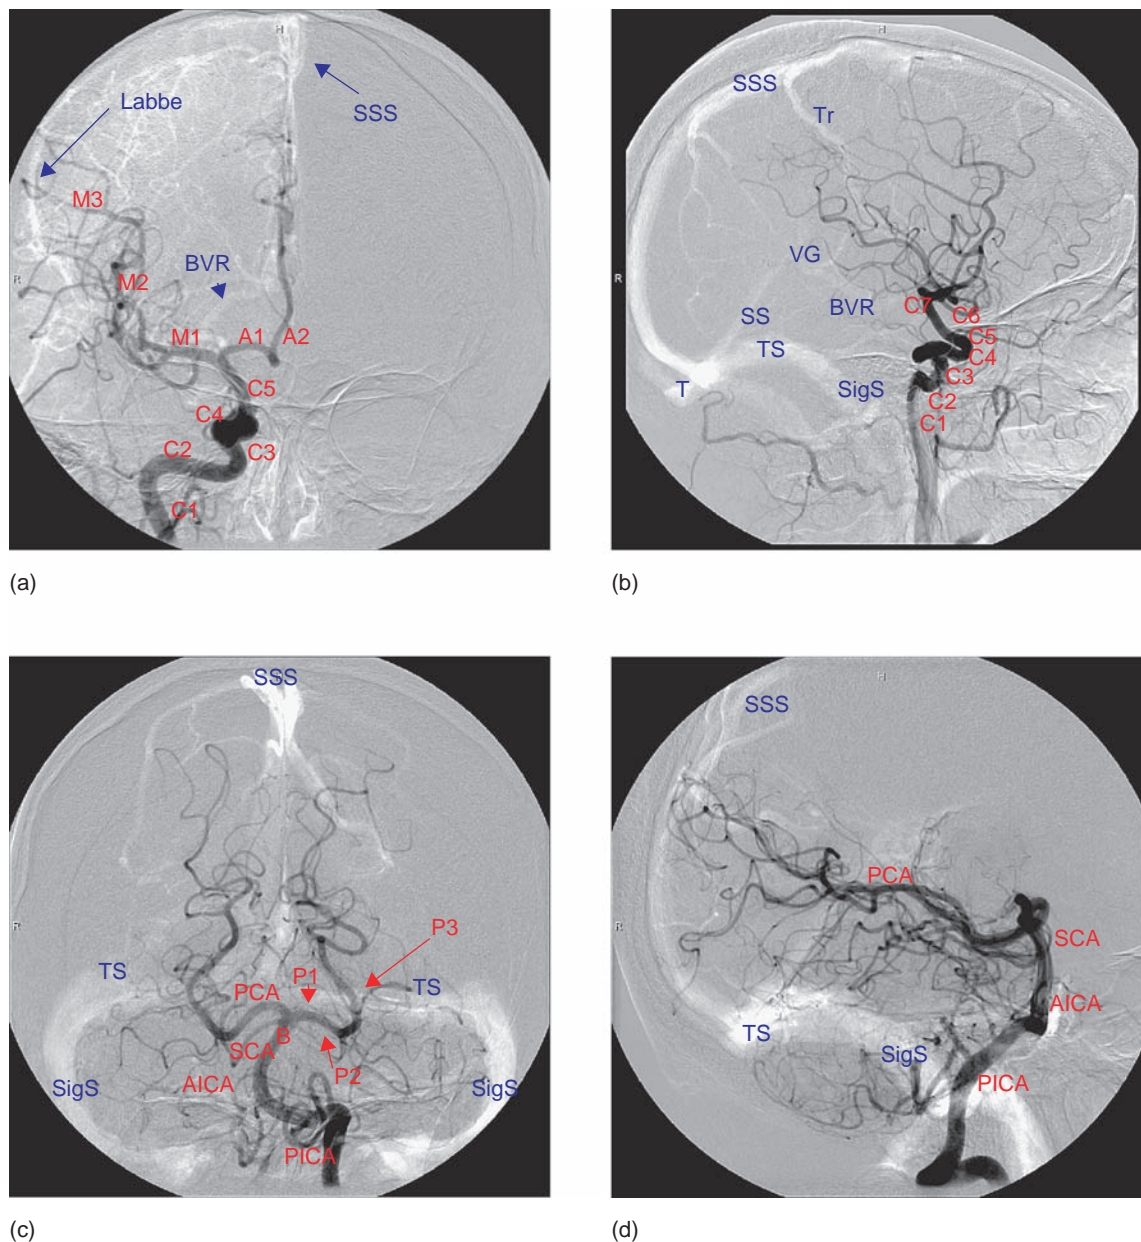 H
Labbe
SSS
M3
BVR
R
M2
M1
A1
A2
C5
C4
C2
C3
C1
(a)
H
SSS
Tr
VG
R
BVR
C7
C6
SS
C5
TS
C4
C3
T
SigS
C2
C1
(b)
SSS
R
P3
TS
P1
TS
PCA
B
SCA
P2
SigS
AICA
SigS
PICA
(c)
H
SSS
PCA
R
SCA
AICA
TS
SigS
PICA
(d)